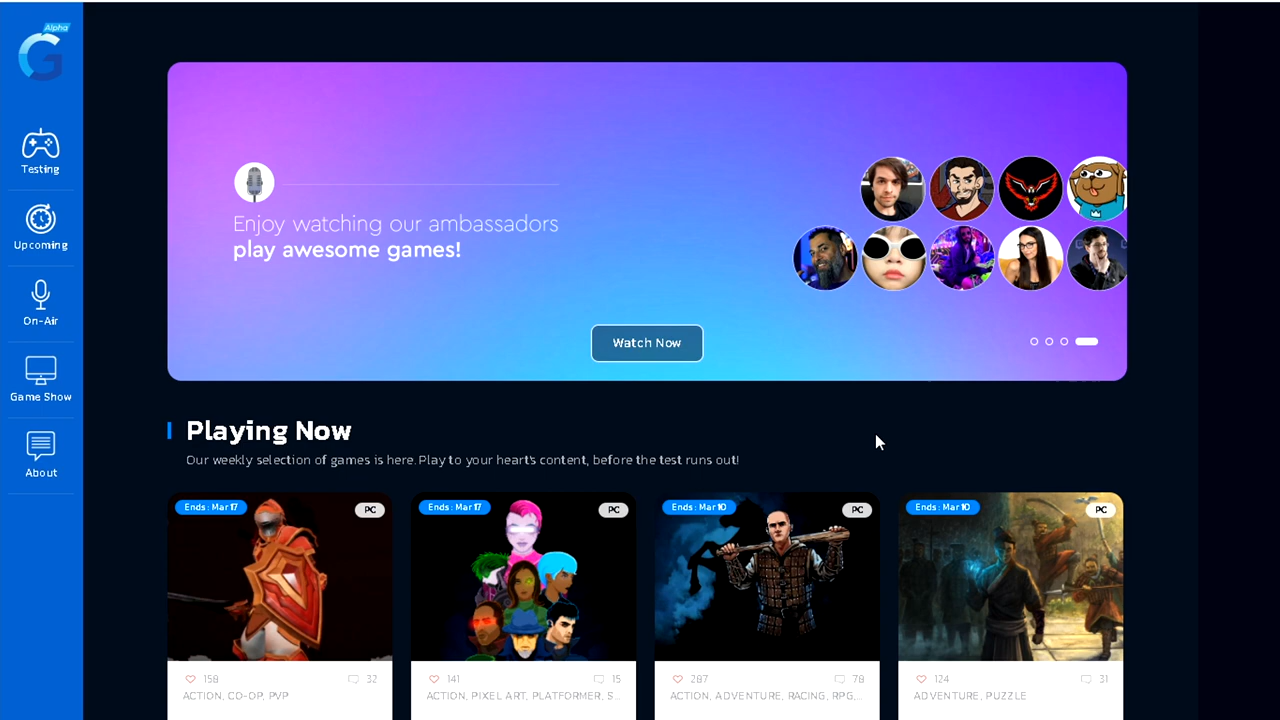 Alpha
G
Testing
Upcoming
On-Air
Game Show
About
Enjoy watching our ambassadors
play awesome games!
Watch Now
Playing Now
Our weekly selection of games is here. Play to your heart's content, before the test runs out!
Ends: Mar 17
PC
Ends: Mar 17
PC
Ends: Mar 10
PC
Ends: Mar 10
PC
158 32
ACTION, CO-OP, PVP
141 15
ACTION, PIXEL ART, PLATFORMER, S...
287 78
ACTION, ADVENTURE, RACING, RPG,...
124 31
ADVENTURE, PUZZLE